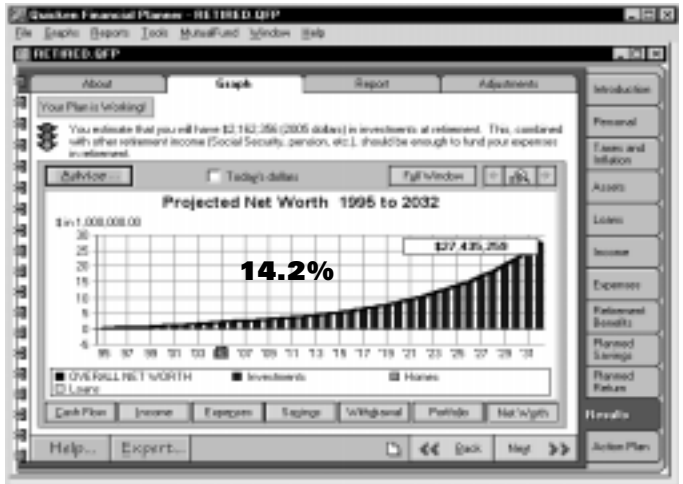 Quicken Financial Planner - RETIRED.QFP
File Graphs Reports Tools MutualFund Window Help
RETIRED.QFP
About Graph Report Adjustments
Your Plan is Working!
You estimate that you will have $2,162,356 (2005 dollars) in investments at retirement. This, combined
with other retirement income (Social Security, pension, etc.), should be enough to fund your expenses
in retirement.
Advice... Today's dollars Full Window
Projected Net Worth 1995 to 2032
$ in 1,000,000.00
30
25
20
15
10
5
0
-5
$27,435,259
14.2%
'95 '97 '99 '01 '03 '07 '09 '11 '13 '15 '17 '19 '21 '23 '25 '27 '29 '31
OVERALL NET WORTH Investments Homes
Loans
Cash Flow Income Expenses Savings Withdrawal Portfolio Net Worth
Help... Expert... Back Next
Introduction
Personal
Taxes and
Inflation
Assets
Loans
Income
Expenses
Retirement
Benefits
Planned
Savings
Planned
Return
Results
Action Plan